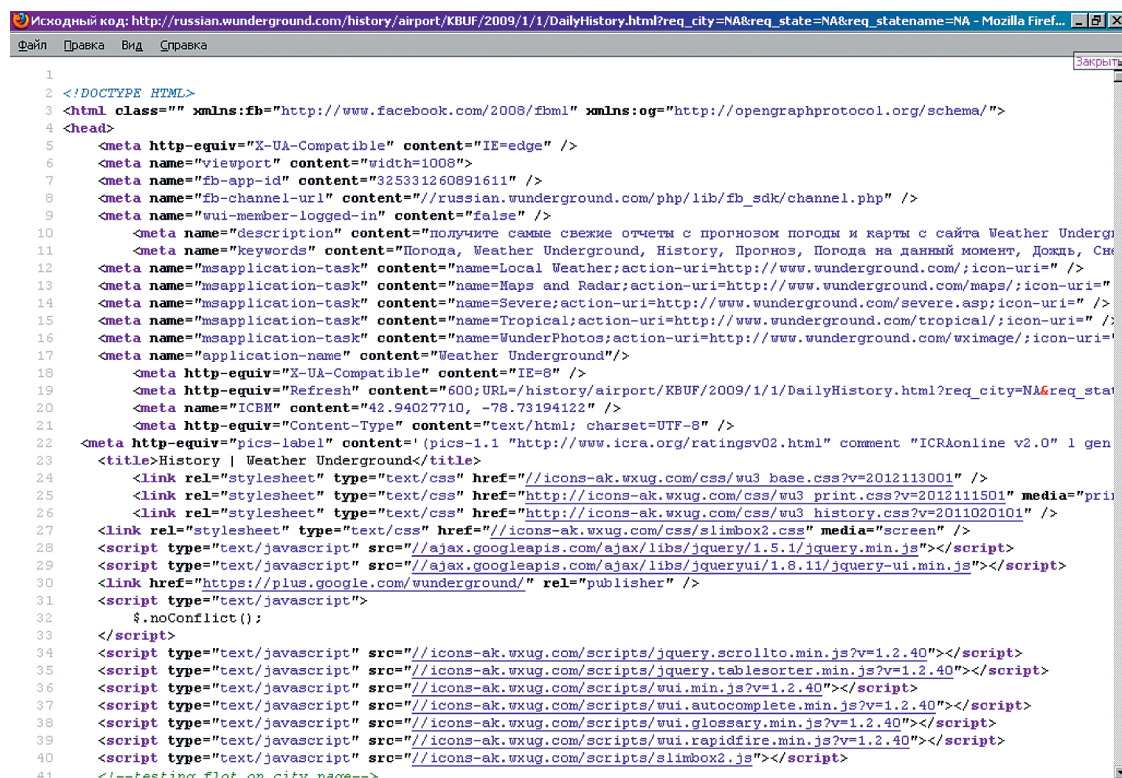 Исходный код: http://russian.wunderground.com/history/airport/KBUF/2009/1/1/DailyHistory.html?req_city=NA&req_state=NA&req_statename=NA - Mozilla Firef...
Файл Правка Вид Справка
Закрыть
1
2 <!DOCTYPE HTML>
3 <html class="" xmlns:fb="http://www.facebook.com/2008/fbml" xmlns:og="http://opengraphprotocol.org/schema/">
4 <head>
5 <meta http-equiv="X-UA-Compatible" content="IE=edge" />
6 <meta name="viewport" content="width=1008">
7 <meta name="fb-app-id" content="325331260891611" />
8 <meta name="fb-channel-url" content="//russian.wunderground.com/php/lib/fb_sdk/channel.php" />
9 <meta name="wui-member-logged-in" content="false" />
10 <meta name="description" content="получите самые свежие отчеты с прогнозом погоды и карты с сайта Weather Undergr
11 <meta name="keywords" content="Погода, Weather Underground, History, Прогноз, Погода на данный момент, Дождь, Сне
12 <meta name="msapplication-task" content="name=Local Weather;action-uri=http://www.wunderground.com/;icon-uri=" />
13 <meta name="msapplication-task" content="name=Maps and Radar;action-uri=http://www.wunderground.com/maps/;icon-uri="
14 <meta name="msapplication-task" content="name=Severe;action-uri=http://www.wunderground.com/severe.asp;icon-uri=" />
15 <meta name="msapplication-task" content="name=Tropical;action-uri=http://www.wunderground.com/tropical/;icon-uri=" />
16 <meta name="msapplication-task" content="name=WunderPhotos;action-uri=http://www.wunderground.com/wximage/;icon-uri="
17 <meta name="application-name" content="Weather Underground"/>
18 <meta http-equiv="X-UA-Compatible" content="IE=8" />
19 <meta http-equiv="Refresh" content="600;URL=/history/airport/KBUF/2009/1/1/DailyHistory.html?req_city=NA&req_stat
20 <meta name="ICBM" content="42.94027710, -78.73194122" />
21 <meta http-equiv="Content-Type" content="text/html; charset=UTF-8" />
22 <meta http-equiv="pics-label" content='(pics-1.1 "http://www.icra.org/ratingsv02.html" comment "ICRAonline v2.0" l gen
23 <title>History | Weather Underground</title>
24 <link rel="stylesheet" type="text/css" href="//icons-ak.wxug.com/css/wu3_base.css?v=2012113001" />
25 <link rel="stylesheet" type="text/css" href="http://icons-ak.wxug.com/css/wu3_print.css?v=2012111501" media="prin
26 <link rel="stylesheet" type="text/css" href="http://icons-ak.wxug.com/css/wu3_history.css?v=2011020101" />
27 <link rel="stylesheet" type="text/css" href="//icons-ak.wxug.com/css/slimbox2.css" media="screen" />
28 <script type="text/javascript" src="//ajax.googleapis.com/ajax/libs/jquery/1.5.1/jquery.min.js"></script>
29 <script type="text/javascript" src="//ajax.googleapis.com/ajax/libs/jqueryui/1.8.11/jquery-ui.min.js"></script>
30 <link href="https://plus.google.com/wunderground/" rel="publisher" />
31 <script type="text/javascript">
32 $.noConflict();
33 </script>
34 <script type="text/javascript" src="//icons-ak.wxug.com/scripts/jquery.scrollto.min.js?v=1.2.40"></script>
35 <script type="text/javascript" src="//icons-ak.wxug.com/scripts/jquery.tablesorter.min.js?v=1.2.40"></script>
36 <script type="text/javascript" src="//icons-ak.wxug.com/scripts/wui.min.js?v=1.2.40"></script>
37 <script type="text/javascript" src="//icons-ak.wxug.com/scripts/wui.autocomplete.min.js?v=1.2.40"></script>
38 <script type="text/javascript" src="//icons-ak.wxug.com/scripts/wui.glossary.min.js?v=1.2.40"></script>
39 <script type="text/javascript" src="//icons-ak.wxug.com/scripts/wui.rapidfire.min.js?v=1.2.40"></script>
40 <script type="text/javascript" src="//icons-ak.wxug.com/scripts/slimbox2.js"></script>
41 <!--testing flot on city page-->